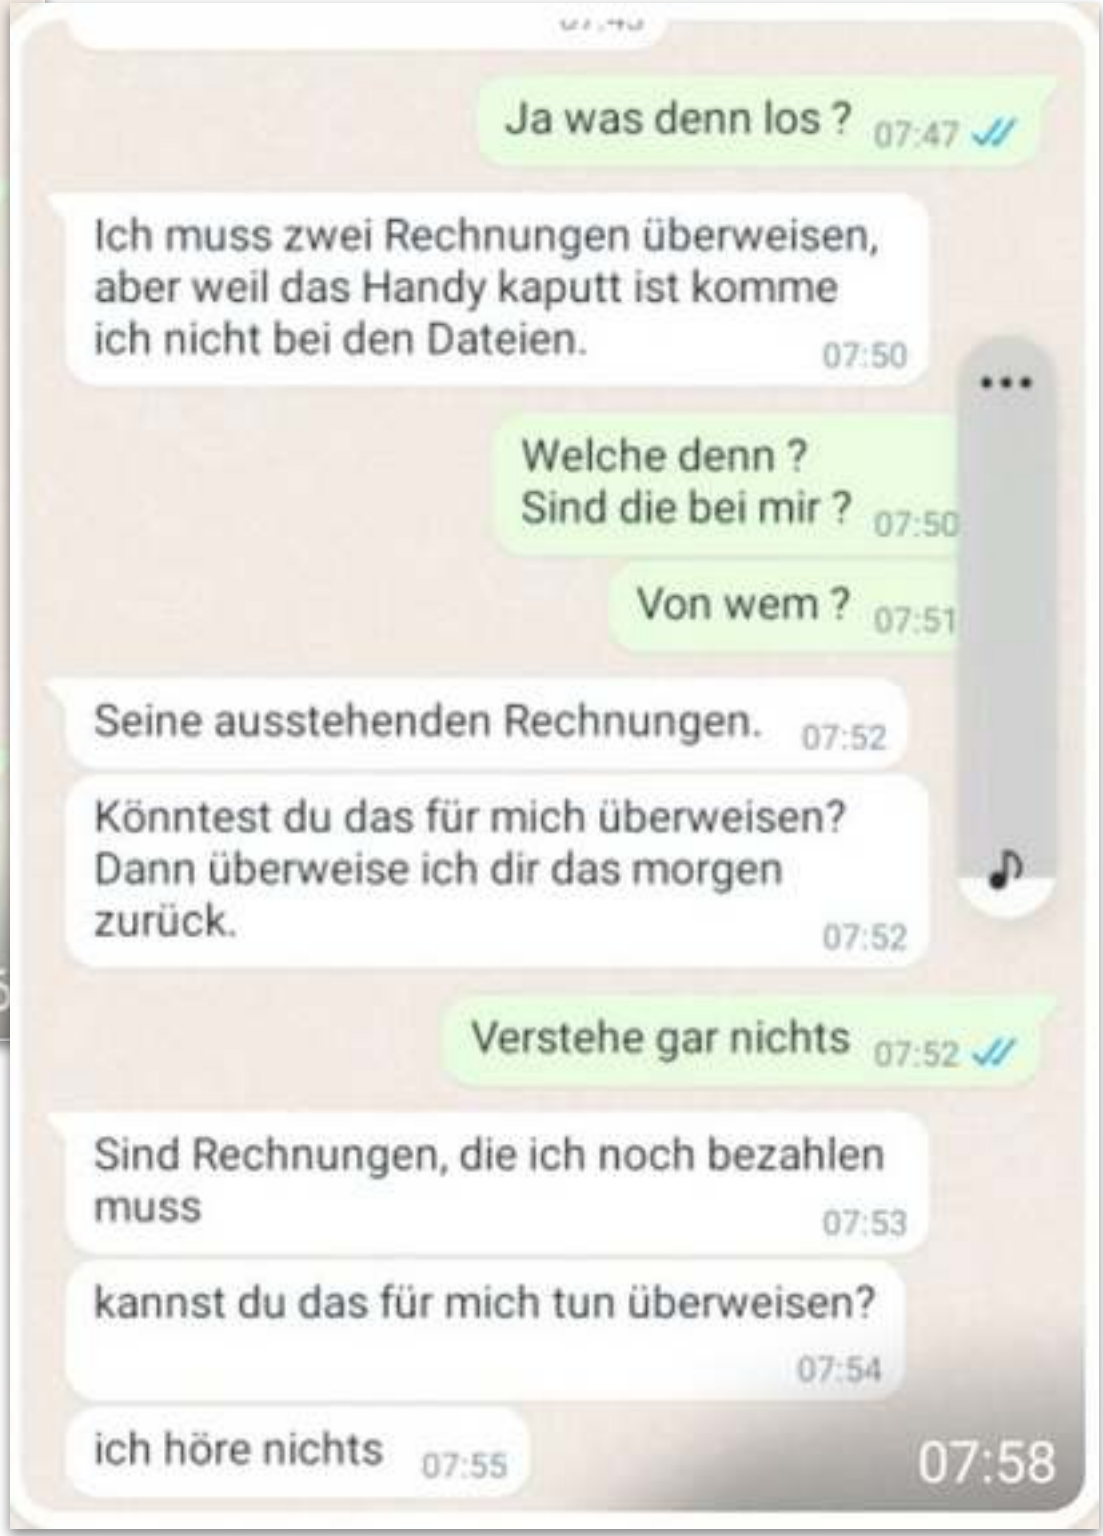 Ja was denn los ? 07:47
Ich muss zwei Rechnungen überweisen,
aber weil das Handy kaputt ist komme
ich nicht bei den Dateien. 07:50
Welche denn ?
Sind die bei mir ? 07:50
Von wem ? 07:51
Seine ausstehenden Rechnungen. 07:52
Könntest du das für mich überweisen?
Dann überweise ich dir das morgen
zurück. 07:52
Verstehe gar nichts 07:52
Sind Rechnungen, die ich noch bezahlen
muss 07:53
kannst du das für mich tun überweisen?
07:54
ich höre nichts 07:55
07:58